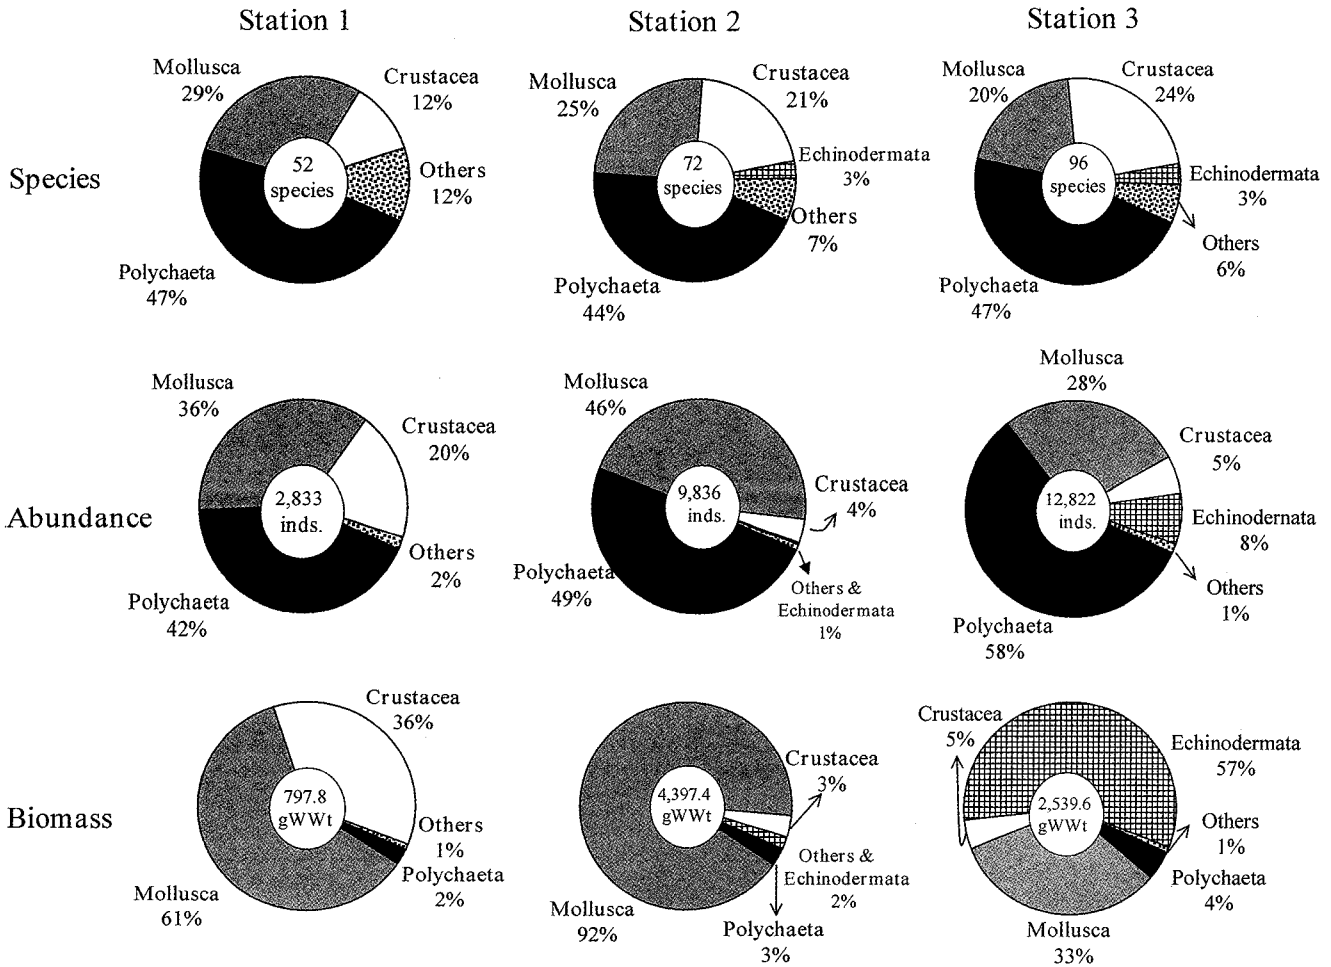 Station 1
Station 2
Station 3
Species
Mollusca
29%
Crustacea
12%
52
species
Others
12%
Polychaeta
47%
Mollusca
25%
Crustacea
21%
72
species
Echinodermata
3%
Others
7%
Polychaeta
44%
Mollusca
20%
Crustacea
24%
96
species
Echinodermata
3%
Others
6%
Polychaeta
47%
Abundance
Mollusca
36%
Crustacea
20%
2,833
inds.
Others
2%
Polychaeta
42%
Mollusca
46%
9,836
inds.
Crustacea
4%
Polychaeta
49%
Others &
Echinodermata
1%
Mollusca
28%
Crustacea
5%
12,822
inds.
Echinodernata
8%
Others
1%
Polychaeta
58%
Biomass
Crustacea
36%
797.8
gWWt
Others
1%
Polychaeta
2%
Mollusca
61%
4,397.4
gWWt
Crustacea
3%
Others &
Echinodermata
2%
Mollusca
92%
Polychaeta
3%
Crustacea
5%
Echinodermata
57%
2,539.6
gWWt
Others
1%
Polychaeta
4%
Mollusca
33%